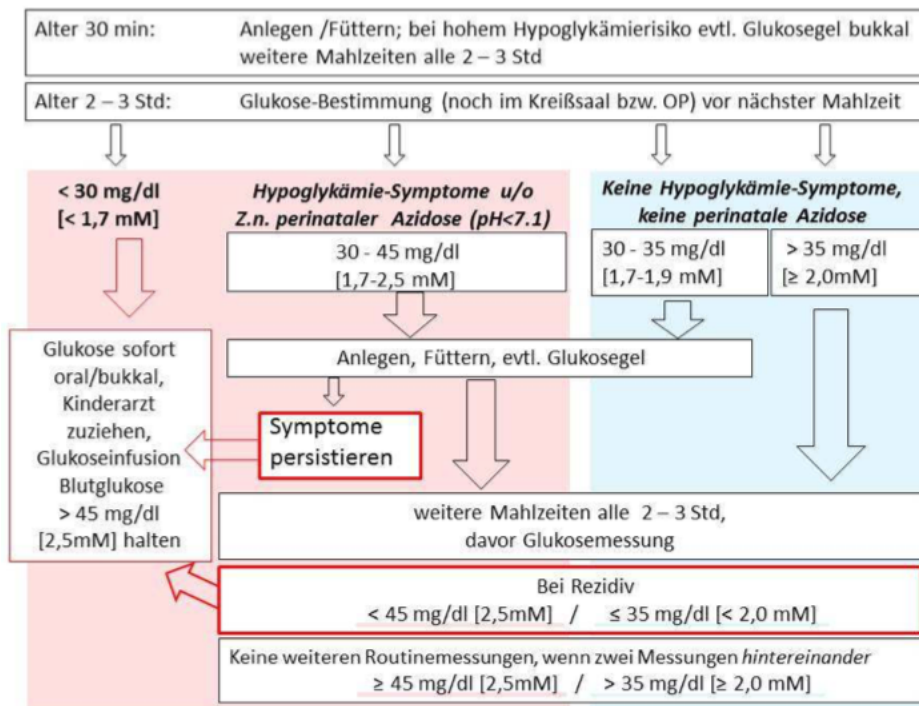 Alter 30 min: Anlegen /Füttern; bei hohem Hypoglykämierisiko evtl. Glukosegel bukkal
weitere Mahlzeiten alle 2 – 3 Std
Alter 2 – 3 Std: Glukose-Bestimmung (noch im Kreißsaal bzw. OP) vor nächster Mahlzeit
< 30 mg/dl
[< 1,7 mM]
Hypoglykämie-Symptome u/o
Z.n. perinataler Azidose (pH<7.1)
30 - 45 mg/dl
[1,7-2,5 mM]
Keine Hypoglykämie-Symptome,
keine perinatale Azidose
30 - 35 mg/dl
[1,7-1,9 mM]
> 35 mg/dl
[≥ 2,0mM]
Anlegen, Füttern, evtl. Glukosegel
Glukose sofort
oral/bukkal,
Kinderarzt
zuziehen,
Glukoseinfusion
Blutglukose
> 45 mg/dl
[2,5mM] halten
Symptome
persistieren
weitere Mahlzeiten alle 2 – 3 Std,
davor Glukosemessung
Bei Rezidiv
< 45 mg/dl [2,5mM] / ≤ 35 mg/dl [< 2,0 mM]
Keine weiteren Routinemessungen, wenn zwei Messungen hintereinander
≥ 45 mg/dl [2,5mM] / > 35 mg/dl [≥ 2,0 mM]